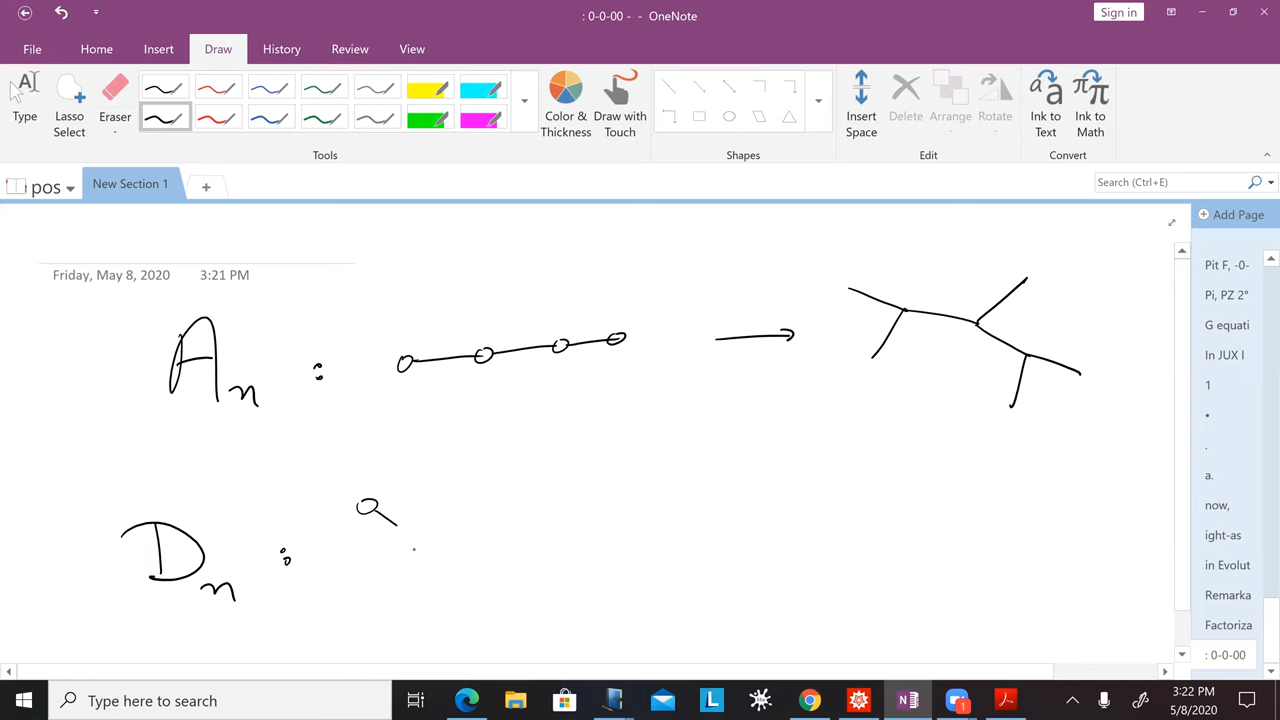 : 0-0-00 - - OneNote
Sign in
File Home Insert Draw History Review View
Type
Lasso Select
Eraser
Color & Thickness
Draw with Touch
Insert Space
Delete
Arrange
Rotate
Ink to Text
Ink to Math
Tools
Shapes
Edit
Convert
pos
New Section 1
+
Search (Ctrl+E)
Add Page
Friday, May 8, 2020 3:21 PM
Pit F, -0-
Pi, PZ 2°
G equati
In JUX l
1
•
.
a.
now,
ight-as
in Evolut
Remarka
Factoriza
: 0-0-00
A n :
D n :
Type here to search
3:22 PM
5/8/2020